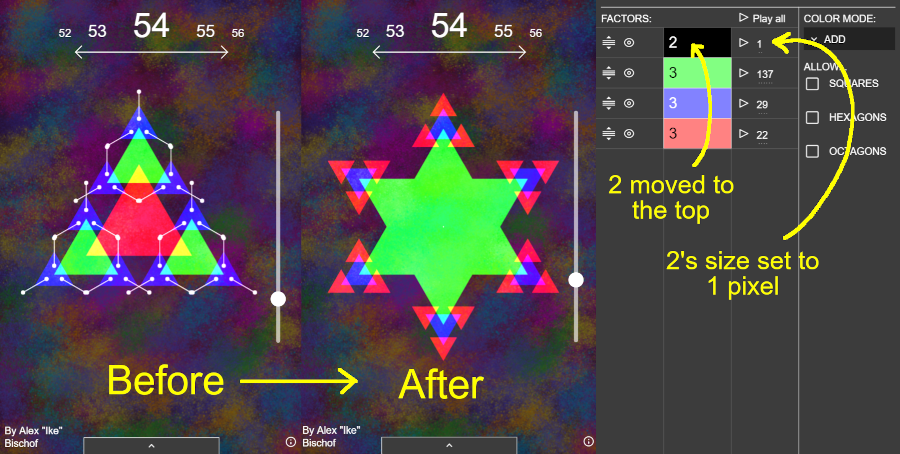 52 53 54 55 56
52 53 54 55 56
Before
After
By Alex "Ike"
Bischof
By Alex "Ike"
Bischof
FACTORS:
Play all
2
1
3
137
3
29
3
22
COLOR MODE:
ADD
ALLOW:
SQUARES
HEXAGONS
OCTAGONS
2 moved to
the top
2's size set to
1 pixel